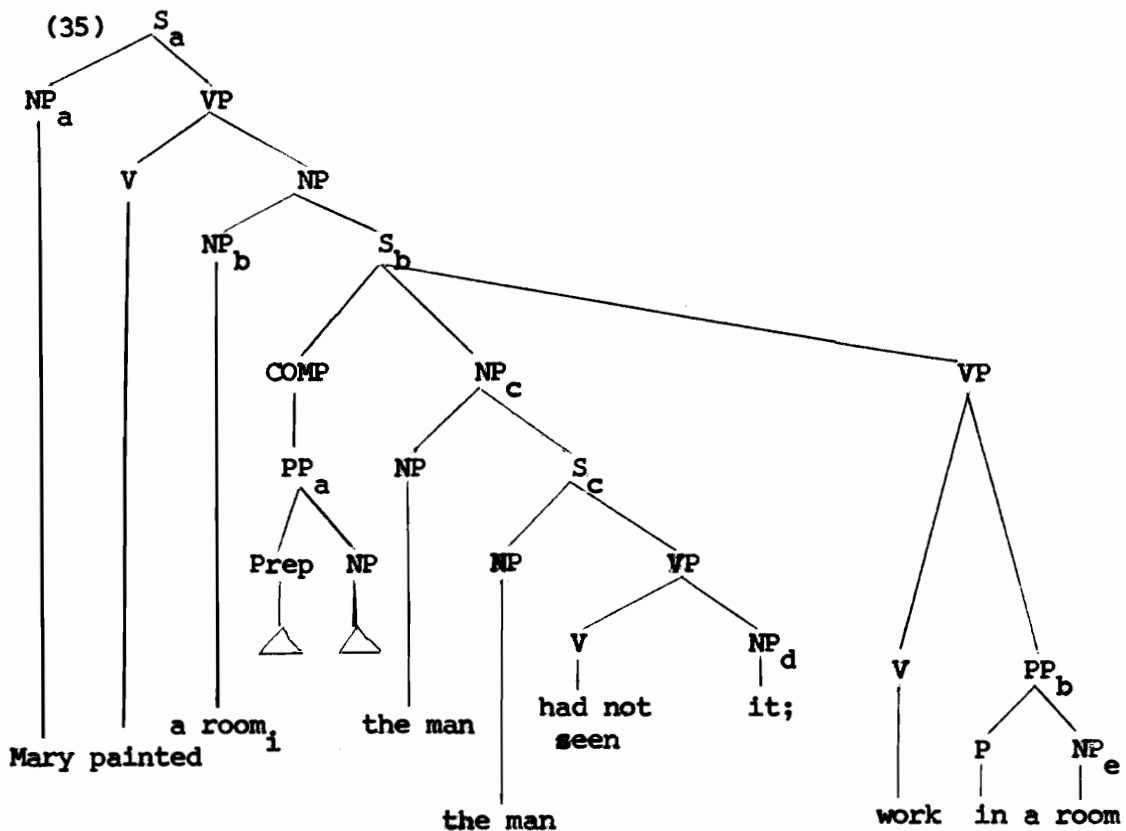 (35) S a
NP a VP
V NP
NP b S b
COMP NP c VP
PP a NP S c
Prep NP NP VP
V NP d V PP b
a room i the man had not seen it; P NP e
Mary painted
the man work in a room